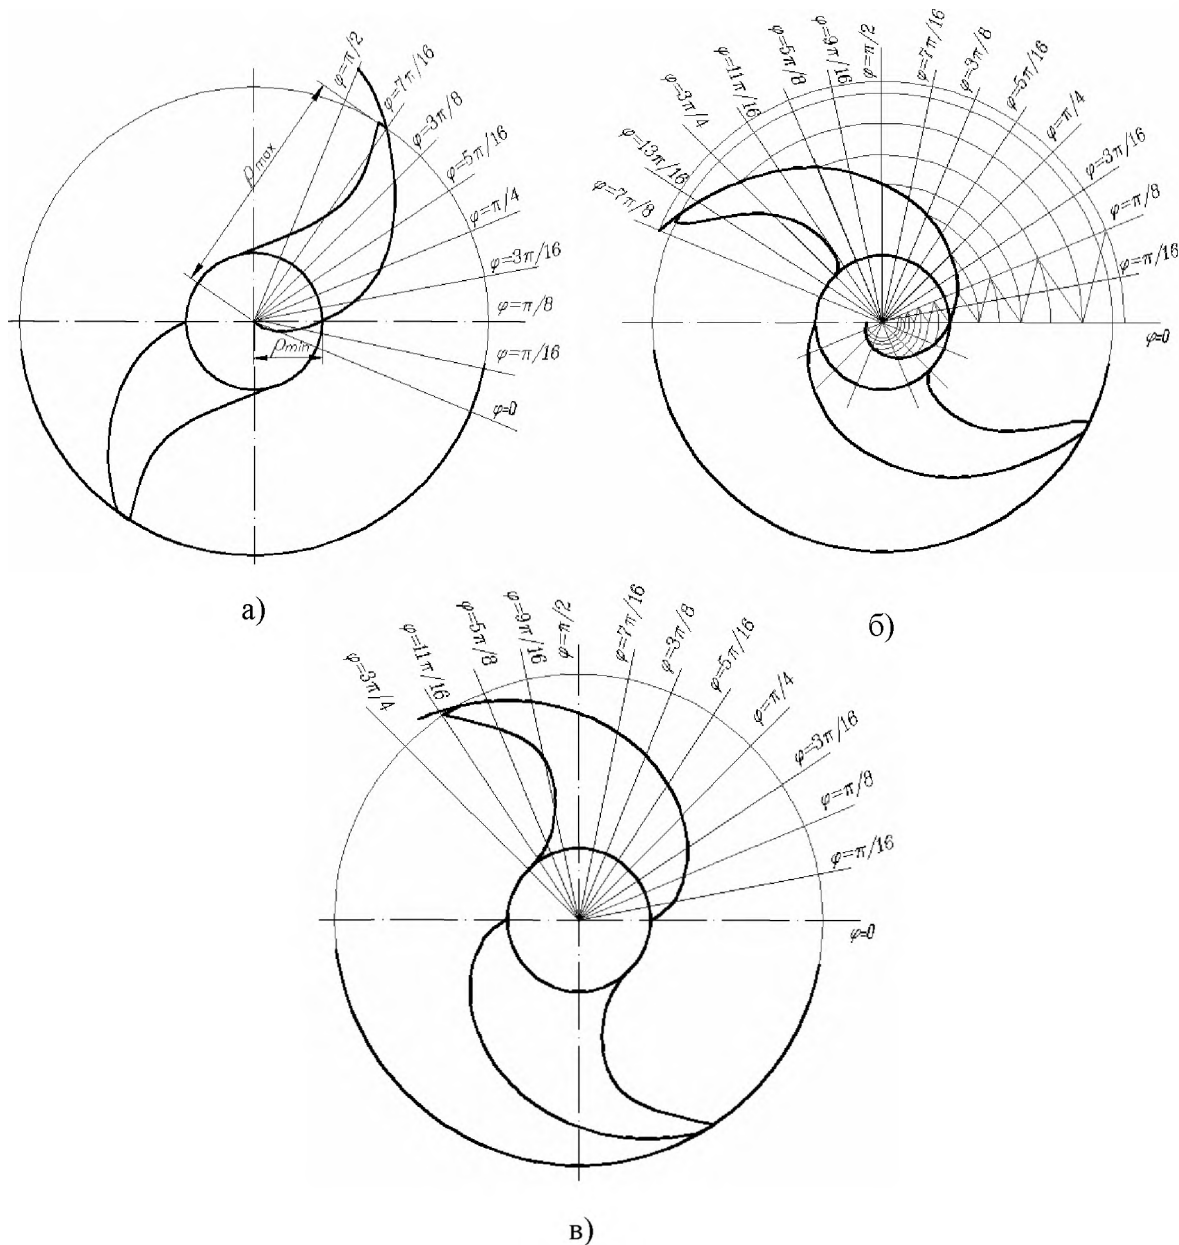 φ=π/2
φ=7π/16
φ=3π/8
φ=5π/16
φ=π/4
φ=3π/16
φ=π/8
φ=π/16
φ=0
ρmax
ρmin
а)
φ=7π/8
φ=13π/16
φ=3π/4
φ=11π/16
φ=5π/8
φ=9π/16
φ=π/2
φ=7π/16
φ=3π/8
φ=5π/16
φ=π/4
φ=3π/16
φ=π/8
φ=π/16
φ=0
б)
φ=3π/4
φ=11π/16
φ=5π/8
φ=9π/16
φ=π/2
φ=7π/16
φ=3π/8
φ=5π/16
φ=π/4
φ=3π/16
φ=π/8
φ=π/16
φ=0
в)